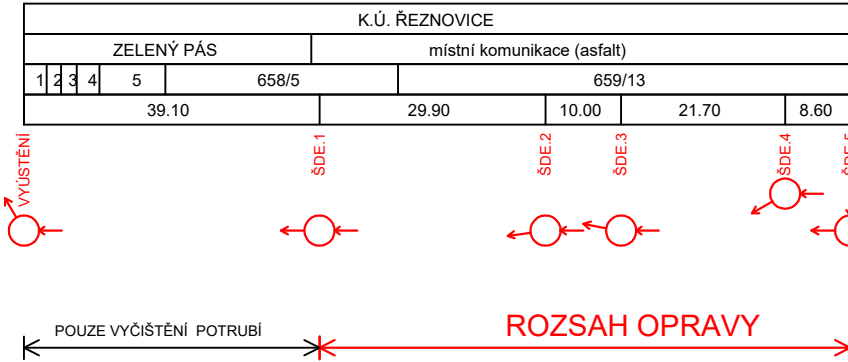 K.Ú. ŘEZNOVICE
ZELENÝ PÁS místní komunikace (asfalt)
1 2 3 4 5 658/5 659/13
39.10 29.90 10.00 21.70 8.60
VYÚSTĚNÍ ŠDE.1 ŠDE.2 ŠDE.3 ŠDE.4 ŠDE.5
POUZE VYČIŠTĚNÍ POTRUBÍ ROZSAH OPRAVY